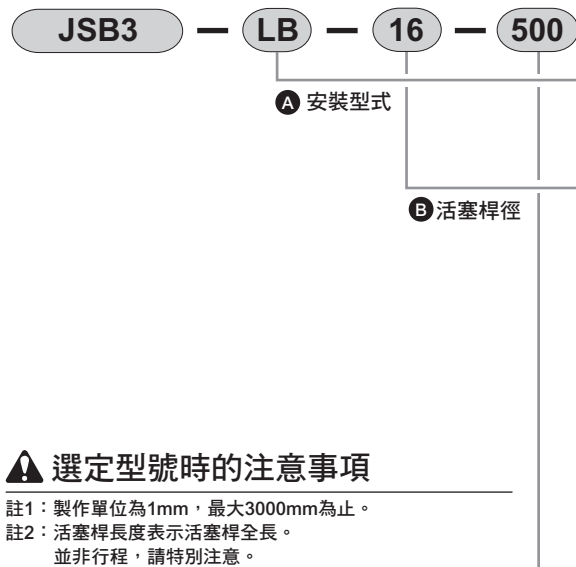 JSB3 — LB — 16 — 500
A 安裝型式
B 活塞桿徑
選定型號時的注意事項
註1：製作單位為1mm，最大3000mm為止。
註2：活塞桿長度表示活塞桿全長。
並非行程，請特別注意。